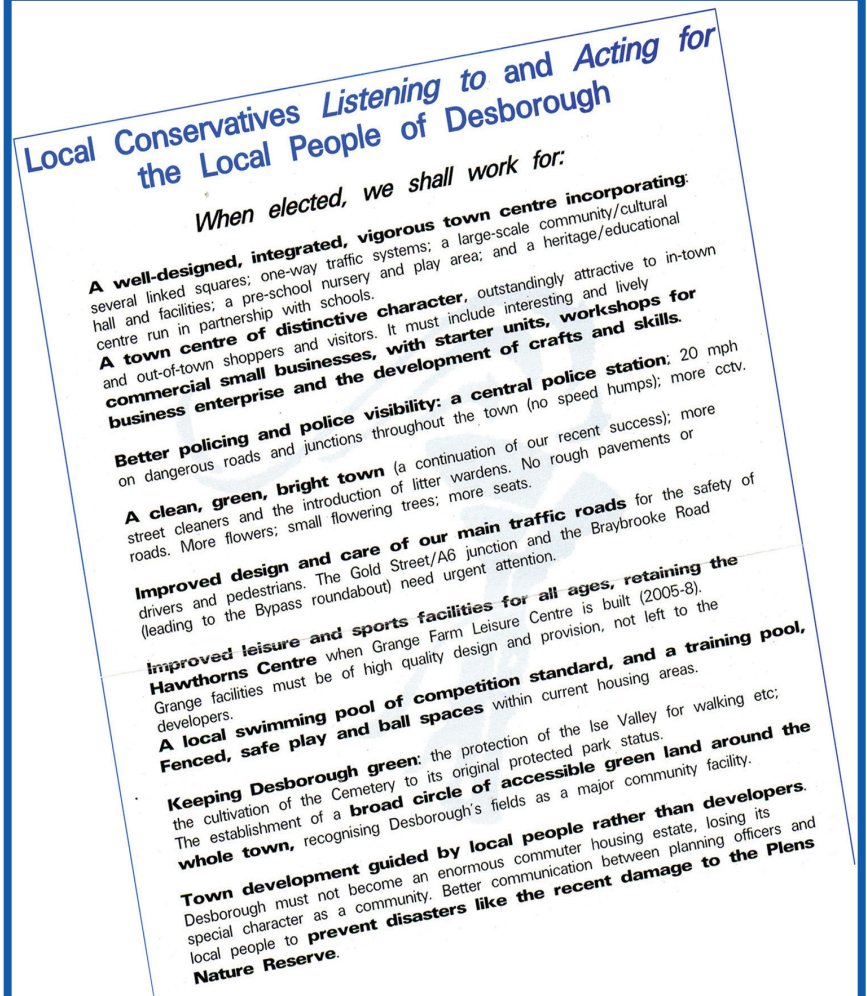 Local Conservatives Listening to and Acting for
the Local People of Desborough
When elected, we shall work for:
A well-designed, integrated, vigorous town centre incorporating:
several linked squares; one-way traffic systems; a large-scale community/cultural
hall and facilities; a pre-school nursery and play area; and a heritage/educational
centre run in partnership with schools.
A town centre of distinctive character, outstandingly attractive to in-town
and out-of-town shoppers and visitors. It must include interesting and lively
commercial small businesses, with starter units, workshops for
business enterprise and the development of crafts and skills.
Better policing and police visibility: a central police station; 20 mph
on dangerous roads and junctions throughout the town (no speed humps); more cctv.
A clean, green, bright town (a continuation of our recent success); more
street cleaners and the introduction of litter wardens. No rough pavements or
roads. More flowers; small flowering trees; more seats.
Improved design and care of our main traffic roads for the safety of
drivers and pedestrians. The Gold Street/A6 junction and the Braybrooke Road
(leading to the Bypass roundabout) need urgent attention.
Improved leisure and sports facilities for all ages, retaining the
Hawthorns Centre when Grange Farm Leisure Centre is built (2005-8).
Grange facilities must be of high quality design and provision, not left to the
developers.
A local swimming pool of competition standard, and a training pool,
Fenced, safe play and ball spaces within current housing areas.
Keeping Desborough green: the protection of the Ise Valley for walking etc;
the cultivation of the Cemetery to its original protected park status.
The establishment of a broad circle of accessible green land around the
whole town, recognising Desborough's fields as a major community facility.
Town development guided by local people rather than developers.
Desborough must not become an enormous commuter housing estate, losing its
special character as a community. Better communication between planning officers and
local people to prevent disasters like the recent damage to the Plens
Nature Reserve.